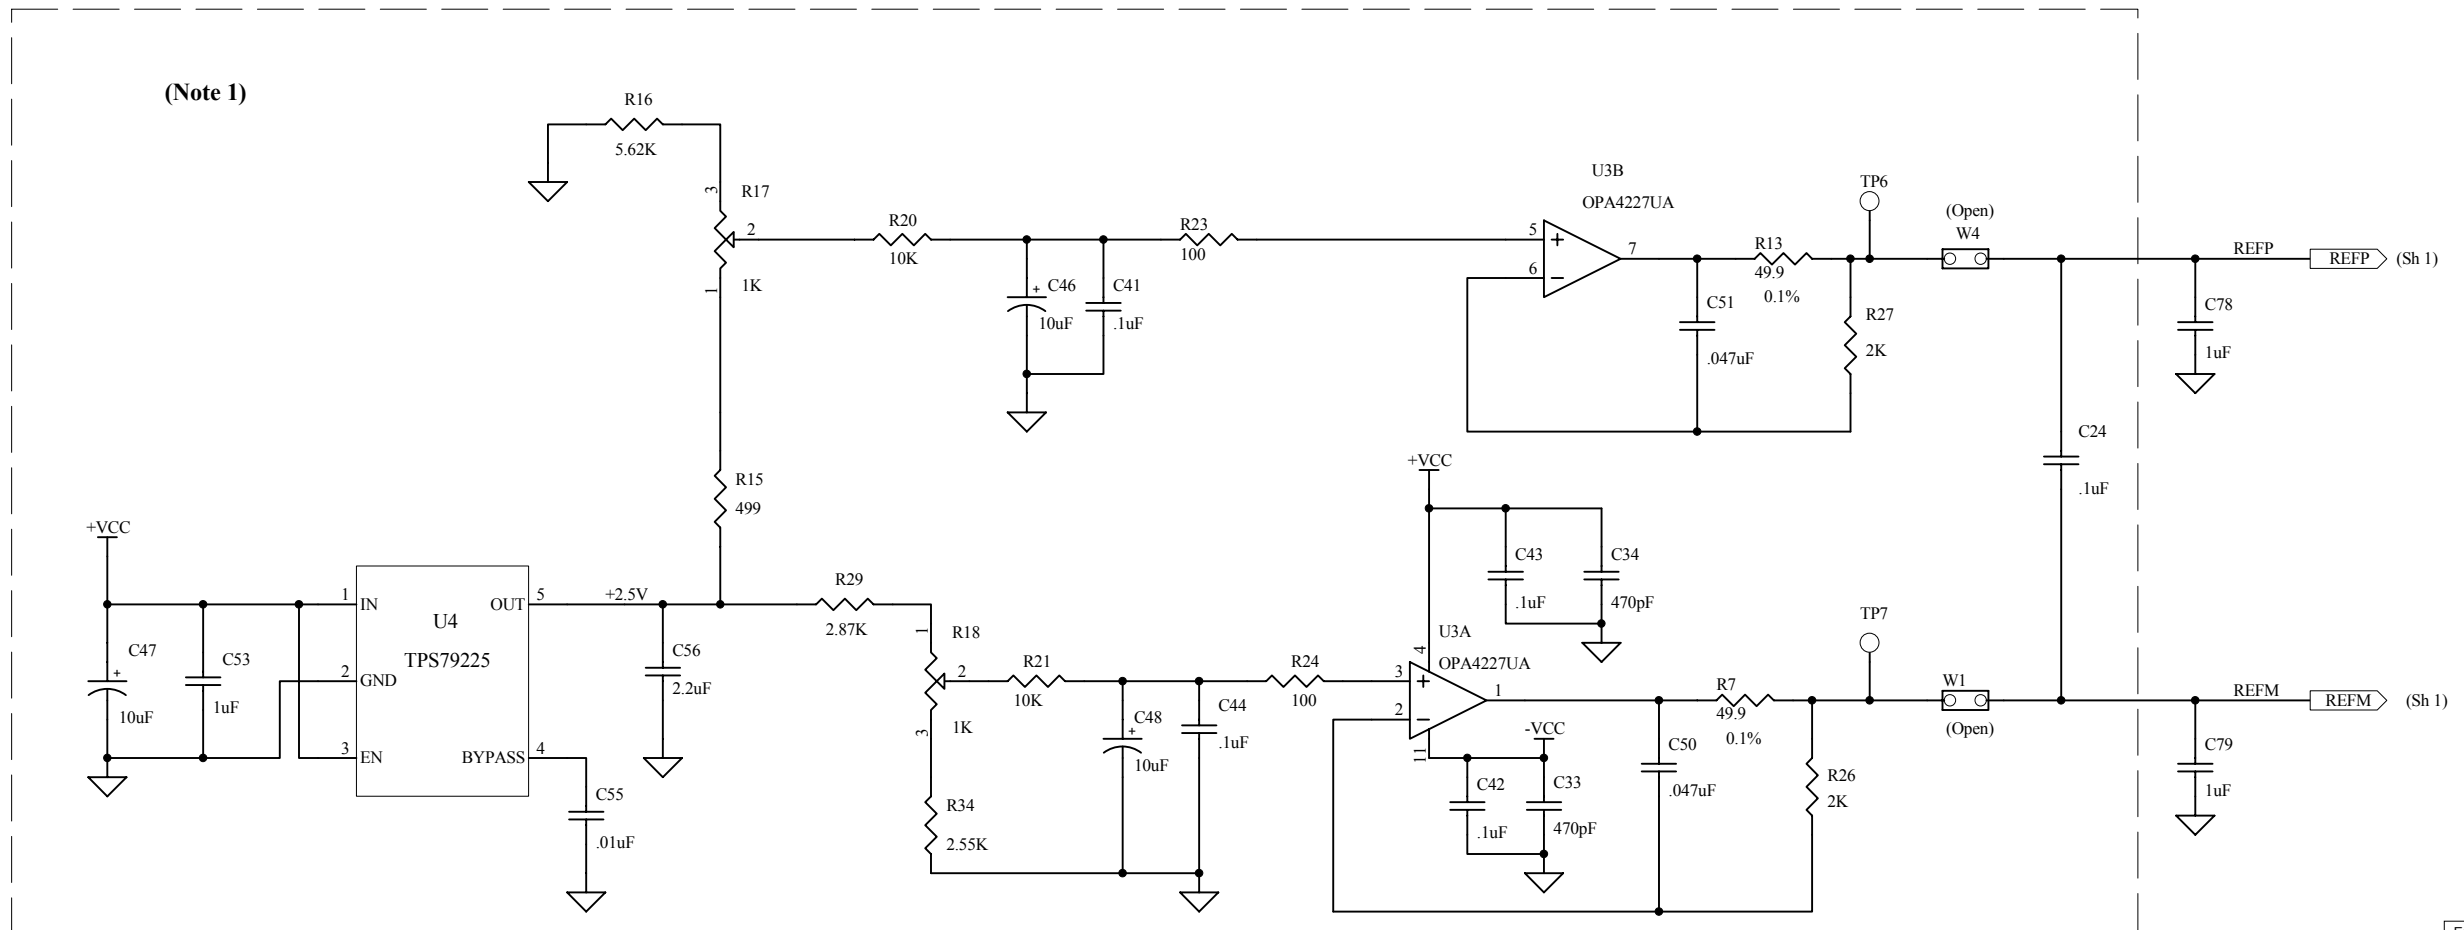 (Note 1)
R16
5.62K
3
R17
2
1
1K
R20
10K
C46
+
10uF
C41
.1uF
R23
100
U3B
OPA4227UA
5
+
6
−
7
C51
.047uF
R13
49.9
0.1%
R27
2K
TP6
(Open)
W4
REFP
REFP
(Sh 1)
C78
1uF
C24
.1uF
R15
499
+VCC
C47
+
10uF
C53
1uF
1
IN
2
GND
3
EN
U4
TPS79225
OUT
5
BYPASS
4
+2.5V
C55
.01uF
C56
2.2uF
R29
2.87K
1
R18
2
3
1K
R34
2.55K
R21
10K
C48
+
10uF
C44
.1uF
R24
100
+VCC
C43
.1uF
C34
470pF
U3A
OPA4227UA
4
3
+
2
−
1
11
-VCC
C42
.1uF
C33
470pF
C50
.047uF
R7
49.9
0.1%
R26
2K
TP7
W1
(Open)
REFM
REFM
(Sh 1)
C79
1uF